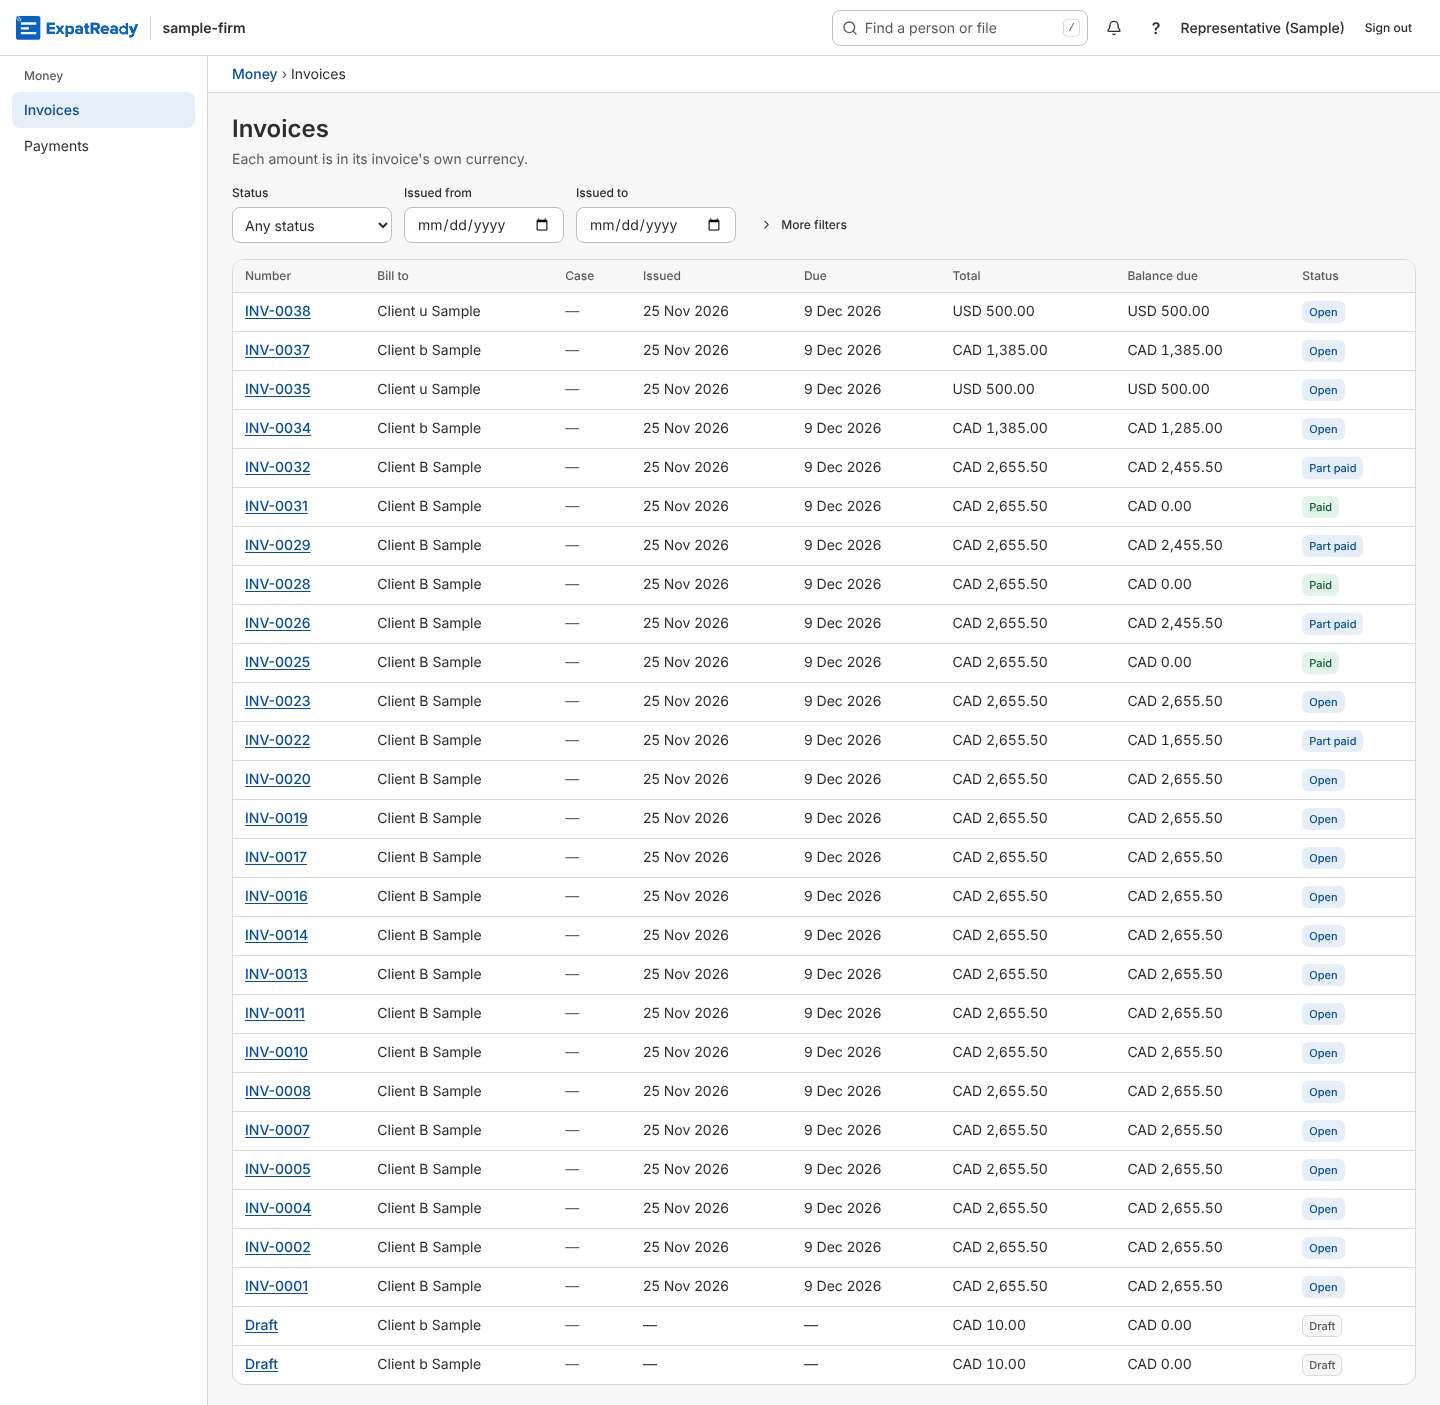 ExpatReady sample-firm Find a person or file / ? Representative (Sample) Sign out
Money
Invoices
Payments
Money › Invoices
Invoices
Each amount is in its invoice's own currency.
Status Issued from Issued to
Any status mm/dd/yyyy mm/dd/yyyy More filters
Number Bill to Case Issued Due Total Balance due Status
INV-0038 Client u Sample — 25 Nov 2026 9 Dec 2026 USD 500.00 USD 500.00 Open
INV-0037 Client b Sample — 25 Nov 2026 9 Dec 2026 CAD 1,385.00 CAD 1,385.00 Open
INV-0035 Client u Sample — 25 Nov 2026 9 Dec 2026 USD 500.00 USD 500.00 Open
INV-0034 Client b Sample — 25 Nov 2026 9 Dec 2026 CAD 1,385.00 CAD 1,285.00 Open
INV-0032 Client B Sample — 25 Nov 2026 9 Dec 2026 CAD 2,655.50 CAD 2,455.50 Part paid
INV-0031 Client B Sample — 25 Nov 2026 9 Dec 2026 CAD 2,655.50 CAD 0.00 Paid
INV-0029 Client B Sample — 25 Nov 2026 9 Dec 2026 CAD 2,655.50 CAD 2,455.50 Part paid
INV-0028 Client B Sample — 25 Nov 2026 9 Dec 2026 CAD 2,655.50 CAD 0.00 Paid
INV-0026 Client B Sample — 25 Nov 2026 9 Dec 2026 CAD 2,655.50 CAD 2,455.50 Part paid
INV-0025 Client B Sample — 25 Nov 2026 9 Dec 2026 CAD 2,655.50 CAD 0.00 Paid
INV-0023 Client B Sample — 25 Nov 2026 9 Dec 2026 CAD 2,655.50 CAD 2,655.50 Open
INV-0022 Client B Sample — 25 Nov 2026 9 Dec 2026 CAD 2,655.50 CAD 1,655.50 Part paid
INV-0020 Client B Sample — 25 Nov 2026 9 Dec 2026 CAD 2,655.50 CAD 2,655.50 Open
INV-0019 Client B Sample — 25 Nov 2026 9 Dec 2026 CAD 2,655.50 CAD 2,655.50 Open
INV-0017 Client B Sample — 25 Nov 2026 9 Dec 2026 CAD 2,655.50 CAD 2,655.50 Open
INV-0016 Client B Sample — 25 Nov 2026 9 Dec 2026 CAD 2,655.50 CAD 2,655.50 Open
INV-0014 Client B Sample — 25 Nov 2026 9 Dec 2026 CAD 2,655.50 CAD 2,655.50 Open
INV-0013 Client B Sample — 25 Nov 2026 9 Dec 2026 CAD 2,655.50 CAD 2,655.50 Open
INV-0011 Client B Sample — 25 Nov 2026 9 Dec 2026 CAD 2,655.50 CAD 2,655.50 Open
INV-0010 Client B Sample — 25 Nov 2026 9 Dec 2026 CAD 2,655.50 CAD 2,655.50 Open
INV-0008 Client B Sample — 25 Nov 2026 9 Dec 2026 CAD 2,655.50 CAD 2,655.50 Open
INV-0007 Client B Sample — 25 Nov 2026 9 Dec 2026 CAD 2,655.50 CAD 2,655.50 Open
INV-0005 Client B Sample — 25 Nov 2026 9 Dec 2026 CAD 2,655.50 CAD 2,655.50 Open
INV-0004 Client B Sample — 25 Nov 2026 9 Dec 2026 CAD 2,655.50 CAD 2,655.50 Open
INV-0002 Client B Sample — 25 Nov 2026 9 Dec 2026 CAD 2,655.50 CAD 2,655.50 Open
INV-0001 Client B Sample — 25 Nov 2026 9 Dec 2026 CAD 2,655.50 CAD 2,655.50 Open
Draft Client b Sample — — — CAD 10.00 CAD 0.00 Draft
Draft Client b Sample — — — CAD 10.00 CAD 0.00 Draft